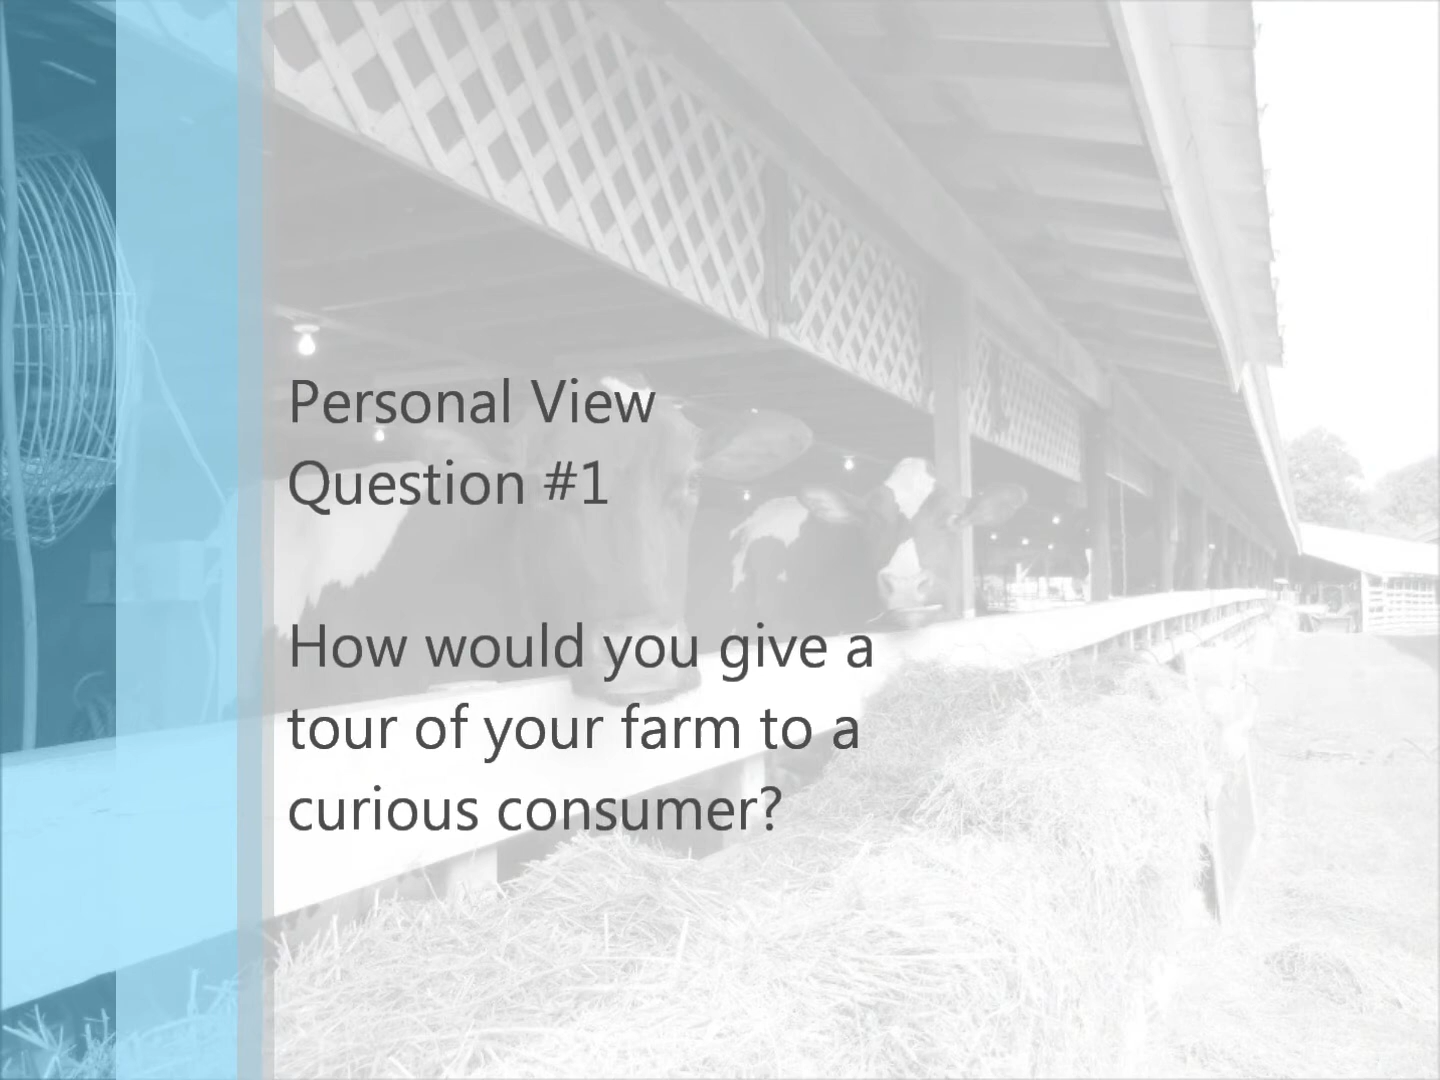 Personal View
Question #1
How would you give a
tour of your farm to a
curious consumer?